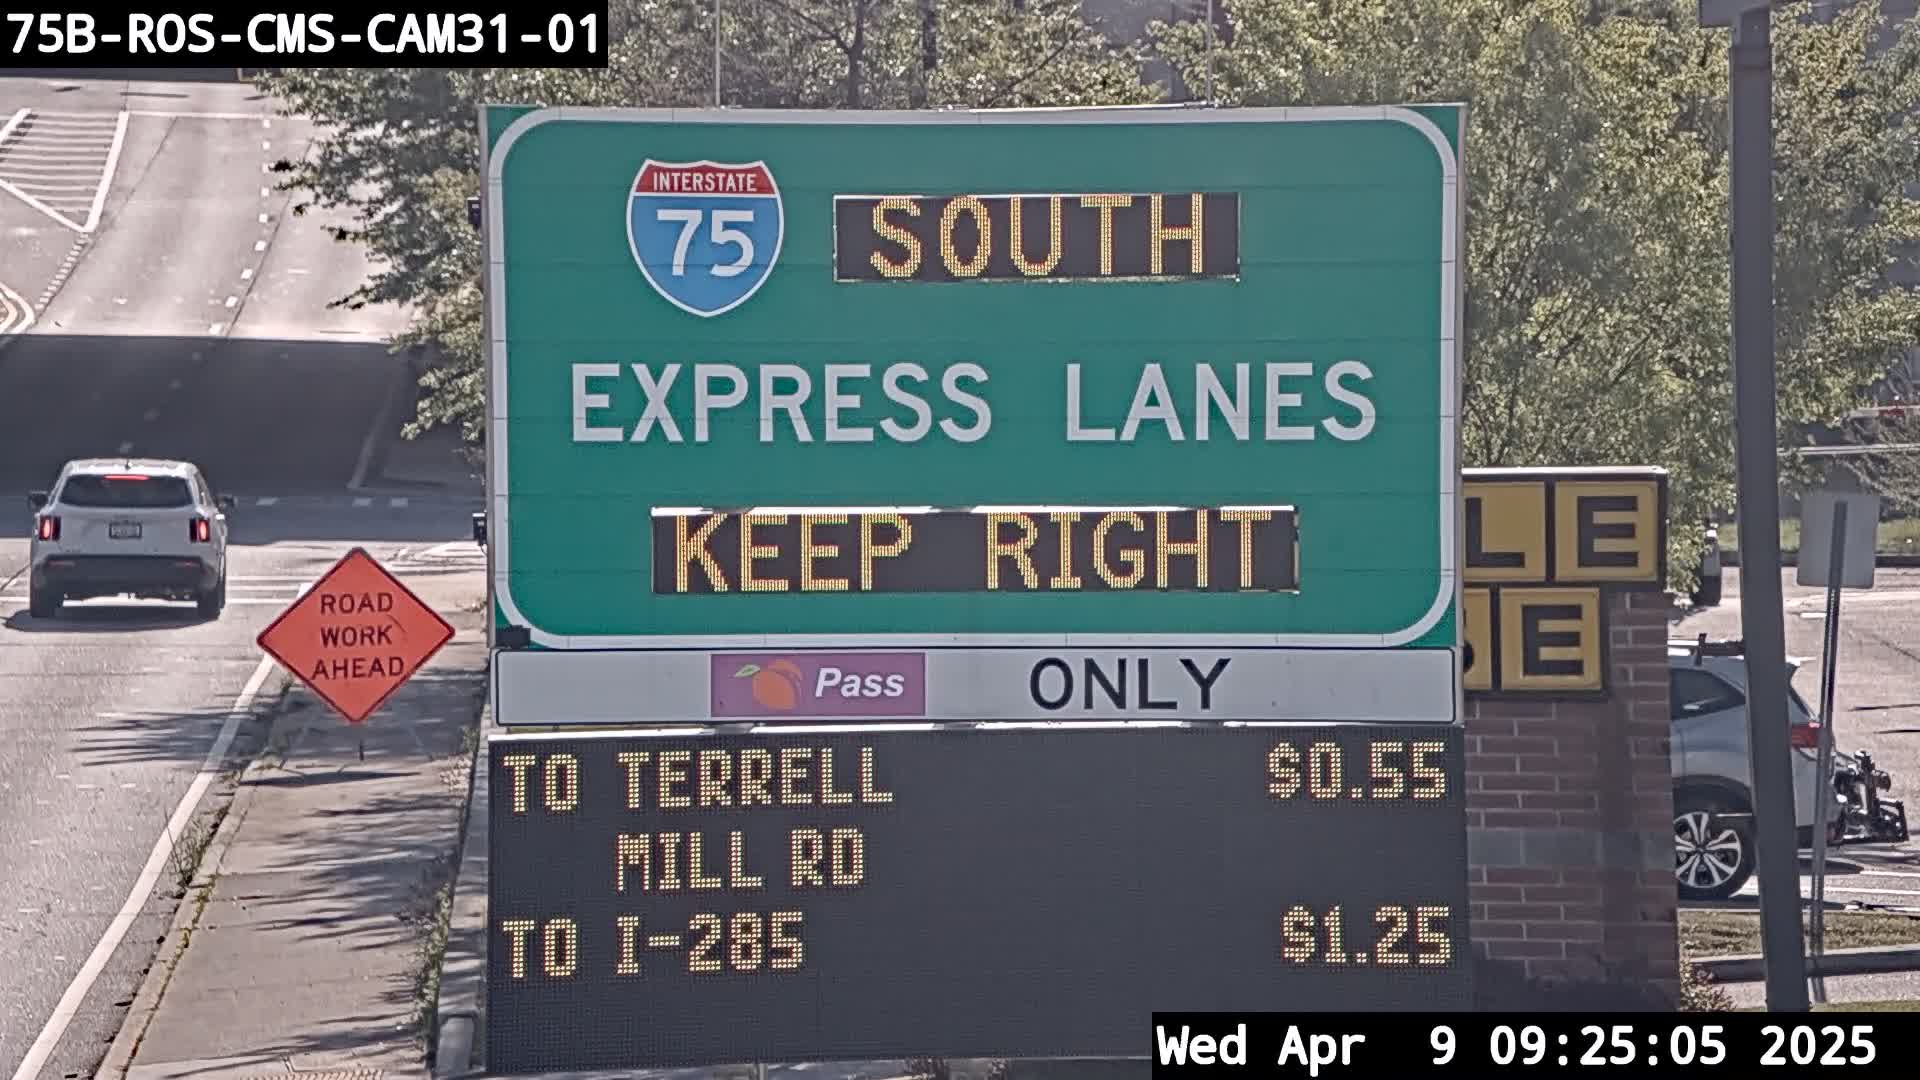 75B-ROS-CMS-CAM31-01
INTERSTATE
75
SOUTH
EXPRESS LANES
KEEP RIGHT
Pass ONLY
TO TERRELL $0.55
MILL RD
TO I-285 $1.25
ROAD
WORK
AHEAD
LE
E
Wed Apr 9 09:25:05 2025